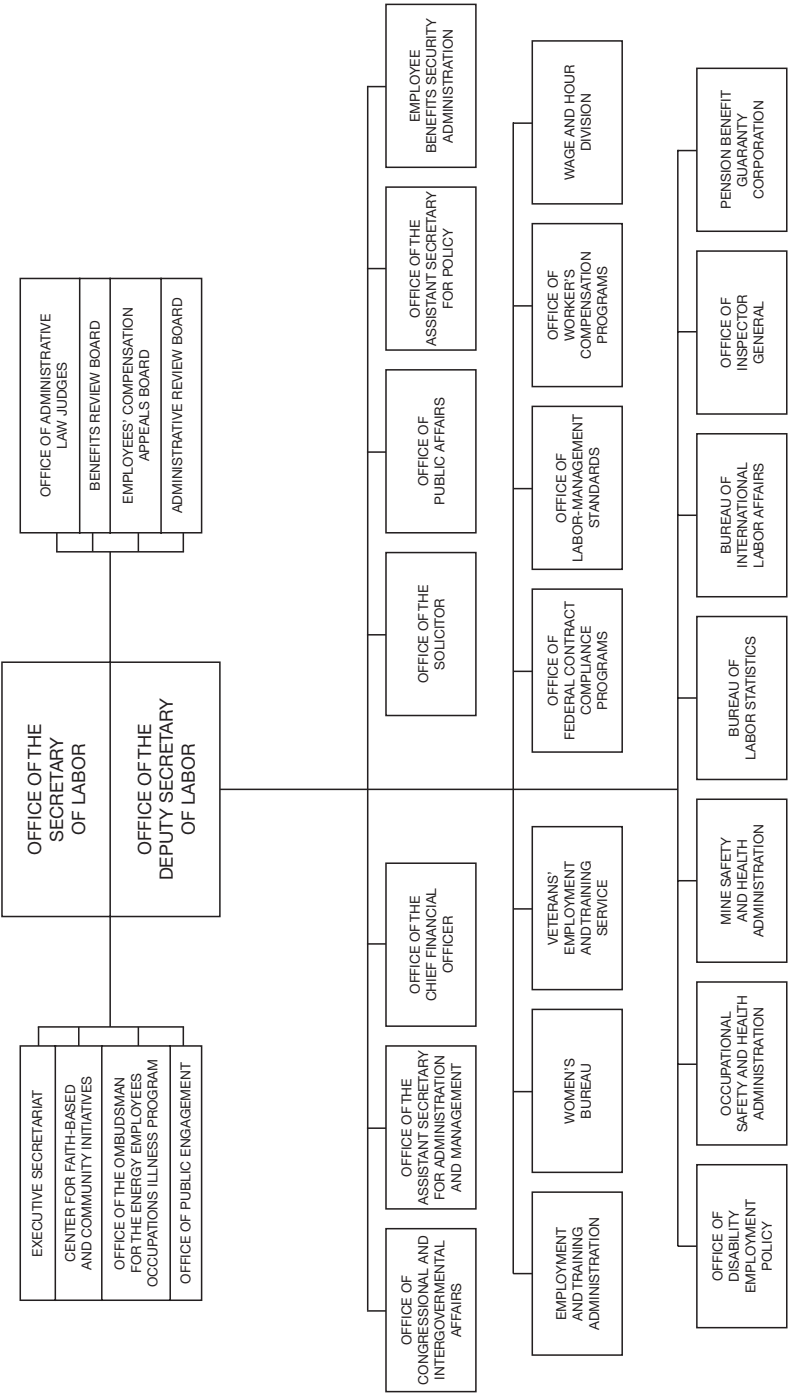 OFFICE OF THE
SECRETARY
OF LABOR
OFFICE OF THE
DEPUTY SECRETARY
OF LABOR
EXECUTIVE SECRETARIAT
CENTER FOR FAITH-BASED
AND COMMUNITY INITIATIVES
OFFICE OF THE OMBUDSMAN
FOR THE ENERGY EMPLOYEES
OCCUPATIONS ILLNESS PROGRAM
OFFICE OF PUBLIC ENGAGEMENT
OFFICE OF ADMINISTRATIVE
LAW JUDGES
BENEFITS REVIEW BOARD
EMPLOYEES' COMPENSATION
APPEALS BOARD
ADMINISTRATIVE REVIEW BOARD
OFFICE OF
CONGRESSIONAL AND
INTERGOVERMENTAL
AFFAIRS
OFFICE OF THE
ASSISTANT SECRETARY
FOR ADMINISTRATION
AND MANAGEMENT
OFFICE OF THE
CHIEF FINANCIAL
OFFICER
OFFICE OF THE
SOLICITOR
OFFICE OF
PUBLIC AFFAIRS
OFFICE OF THE
ASSISTANT SECRETARY
FOR POLICY
EMPLOYEE
BENEFITS SECURITY
ADMINISTRATION
EMPLOYMENT
AND TRAINING
ADMINISTRATION
WOMEN'S
BUREAU
VETERANS'
EMPLOYMENT
AND TRAINING
SERVICE
OFFICE OF
FEDERAL CONTRACT
COMPLIANCE
PROGRAMS
OFFICE OF
LABOR-MANAGEMENT
STANDARDS
OFFICE OF
WORKER'S
COMPENSATION
PROGRAMS
WAGE AND HOUR
DIVISION
OFFICE OF
DISABILITY
EMPLOYMENT
POLICY
OCCUPATIONAL
SAFETY AND HEALTH
ADMINISTRATION
MINE SAFETY
AND HEALTH
ADMINISTRATION
BUREAU OF
LABOR STATISTICS
BUREAU OF
INTERNATIONAL
LABOR AFFAIRS
OFFICE OF
INSPECTOR
GENERAL
PENSION BENEFIT
GUARANTY
CORPORATION